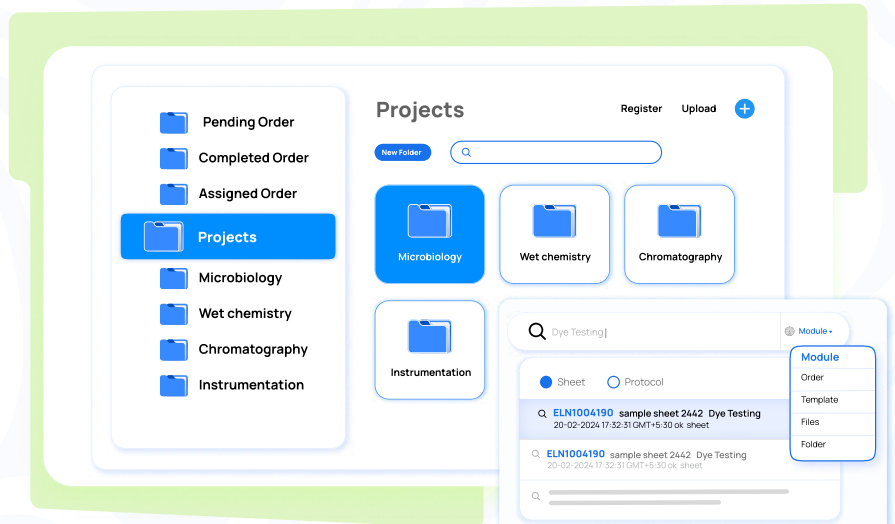 Pending Order
Completed Order
Assigned Order
Projects
Microbiology
Wet chemistry
Chromatography
Instrumentation
Projects
Register Upload
New Folder
Microbiology
Wet chemistry
Chromatography
Instrumentation
Dye Testing
Module
Module
Order
Template
Files
Folder
Sheet Protocol
ELN1004190 sample sheet 2442 Dye Testing
20-02-2024 17:32:31 GMT+5:30 ok sheet
ELN1004190 sample sheet 2442 Dye Testing
20-02-2024 17:32:31 GMT+5:30 ok sheet